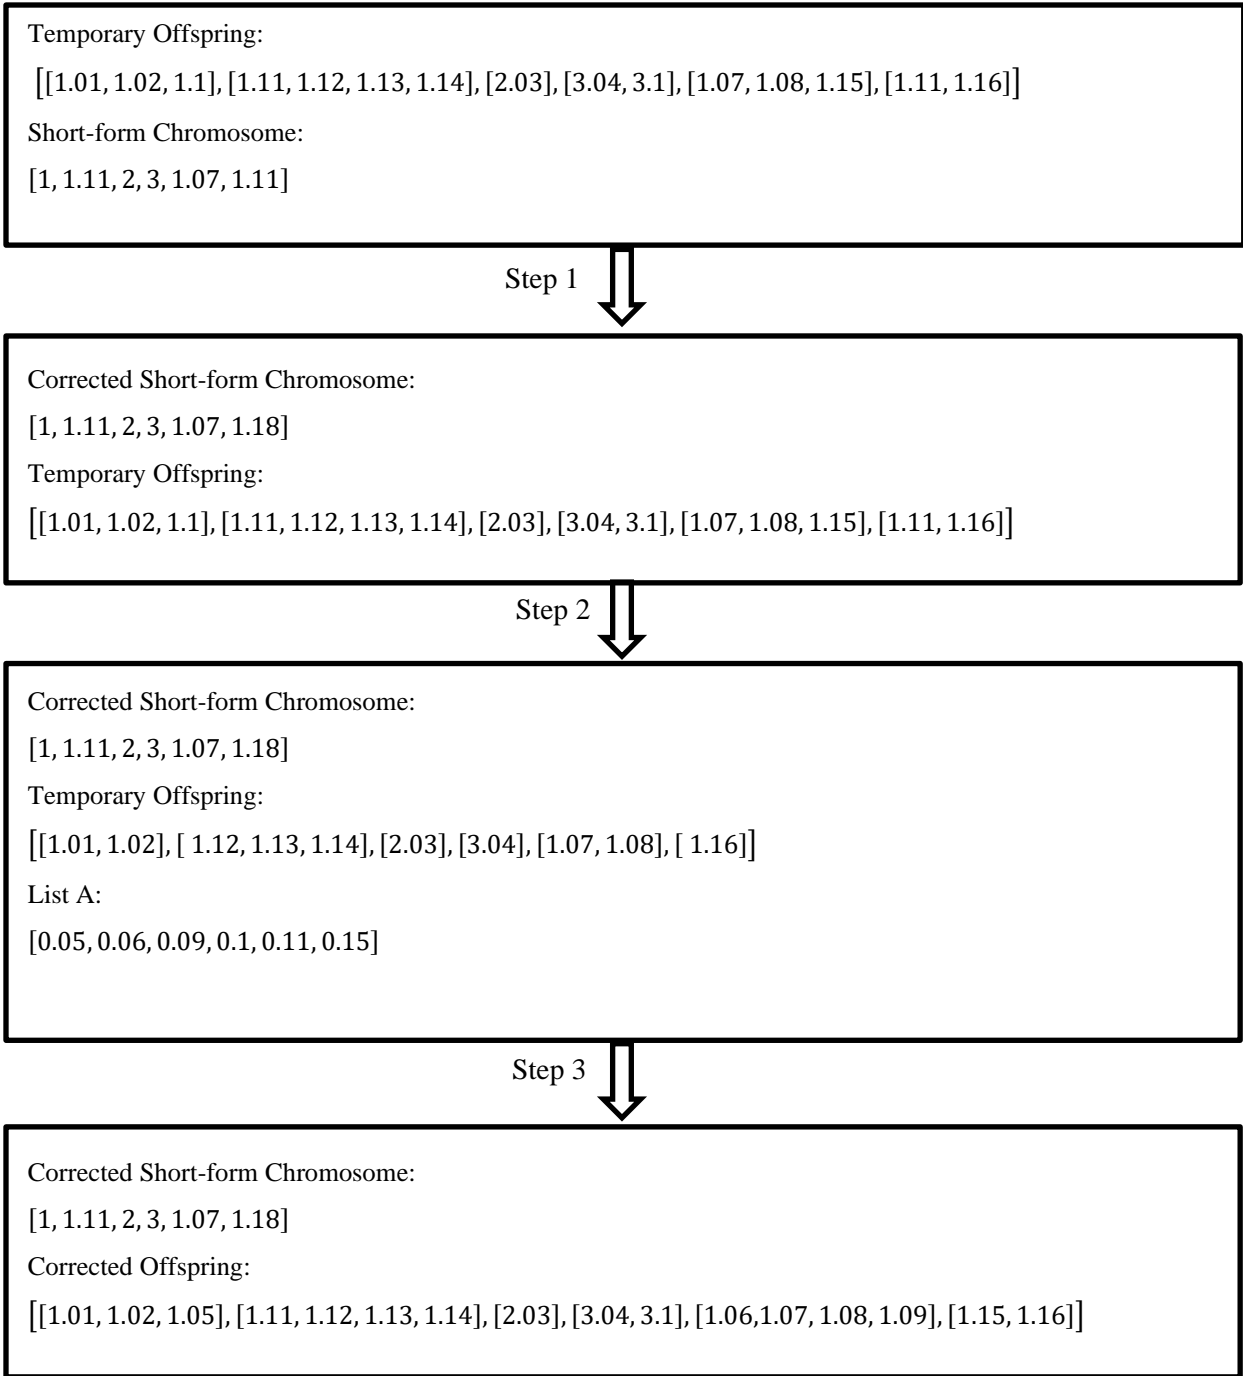 Temporary Offspring:
[[1.01, 1.02, 1.1], [1.11, 1.12, 1.13, 1.14], [2.03], [3.04, 3.1], [1.07, 1.08, 1.15], [1.11, 1.16]]
Short-form Chromosome:
[1, 1.11, 2, 3, 1.07, 1.11]
Step 1
Corrected Short-form Chromosome:
[1, 1.11, 2, 3, 1.07, 1.18]
Temporary Offspring:
[[1.01, 1.02, 1.1], [1.11, 1.12, 1.13, 1.14], [2.03], [3.04, 3.1], [1.07, 1.08, 1.15], [1.11, 1.16]]
Step 2
Corrected Short-form Chromosome:
[1, 1.11, 2, 3, 1.07, 1.18]
Temporary Offspring:
[[1.01, 1.02], [ 1.12, 1.13, 1.14], [2.03], [3.04], [1.07, 1.08], [ 1.16]]
List A:
[0.05, 0.06, 0.09, 0.1, 0.11, 0.15]
Step 3
Corrected Short-form Chromosome:
[1, 1.11, 2, 3, 1.07, 1.18]
Corrected Offspring:
[[1.01, 1.02, 1.05], [1.11, 1.12, 1.13, 1.14], [2.03], [3.04, 3.1], [1.06,1.07, 1.08, 1.09], [1.15, 1.16]]